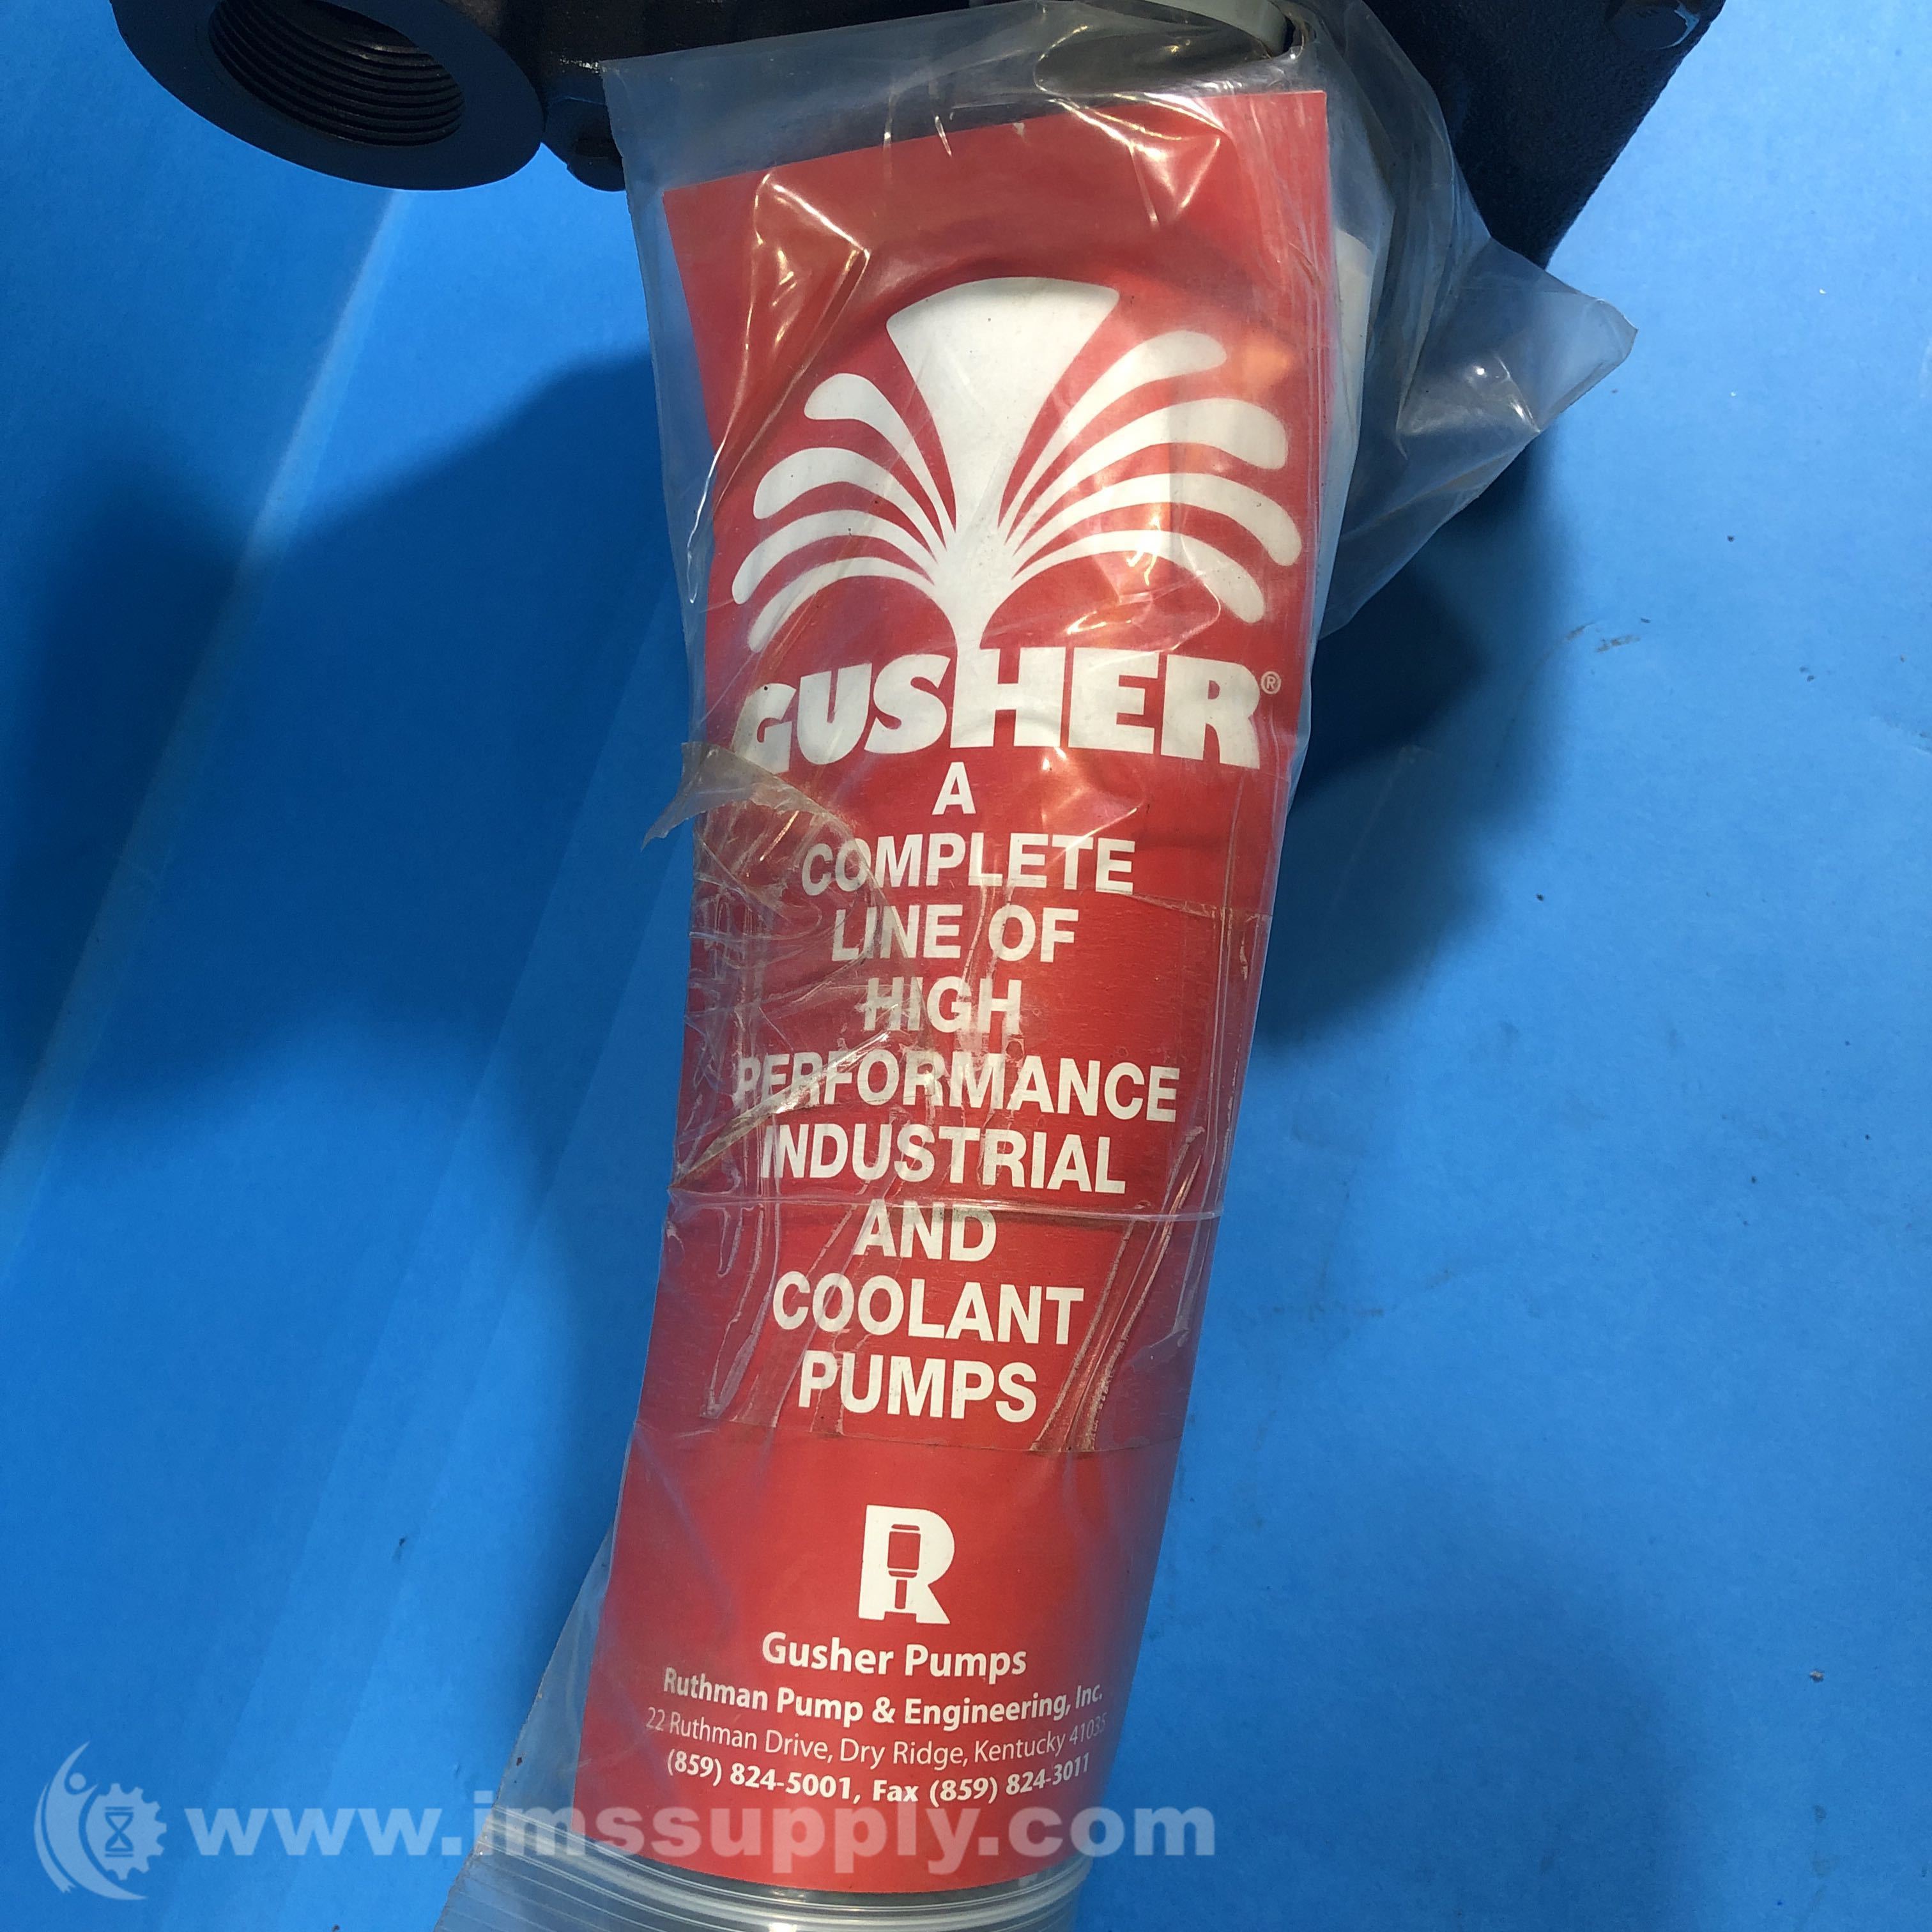 GUSHER®
A
COMPLETE
LINE OF
HIGH
PERFORMANCE
INDUSTRIAL
AND
COOLANT
PUMPS
R
Gusher Pumps
Ruthman Pump & Engineering, Inc.
22 Ruthman Drive, Dry Ridge, Kentucky 41035
(859) 824-5001, Fax (859) 824-3011
www.imssupply.com